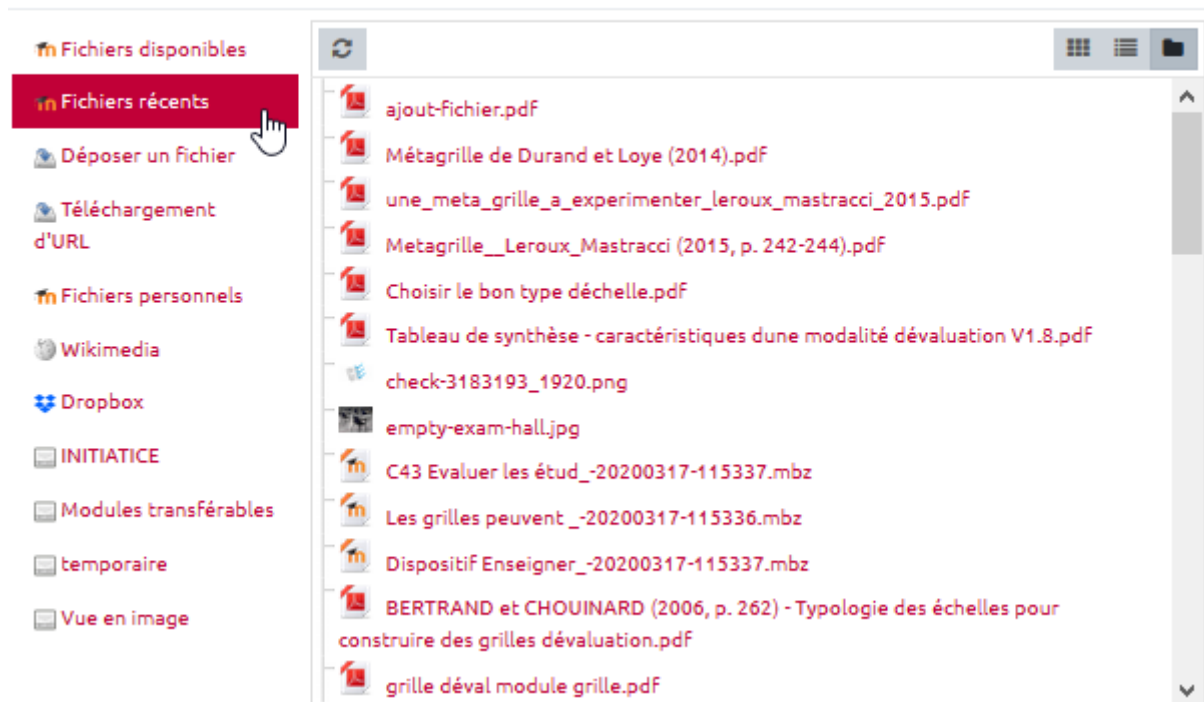 Fichiers disponibles
Fichiers récents
Déposer un fichier
Téléchargement
d'URL
Fichiers personnels
Wikimedia
Dropbox
INITIATICE
Modules transférables
temporaire
Vue en image
ajout-fichier.pdf
Métagrille de Durand et Loye (2014).pdf
une_meta_grille_a_experimenter_leroux_mastracci_2015.pdf
Metagrille__Leroux_Mastracci (2015, p. 242-244).pdf
Choisir le bon type déchelle.pdf
Tableau de synthèse - caractéristiques dune modalité dévaluation V1.8.pdf
check-3183193_1920.png
empty-exam-hall.jpg
C43 Evaluer les étud_-20200317-115337.mbz
Les grilles peuvent _-20200317-115336.mbz
Dispositif Enseigner_-20200317-115337.mbz
BERTRAND et CHOUINARD (2006, p. 262) - Typologie des échelles pour
construire des grilles dévaluation.pdf
grille déval module grille.pdf